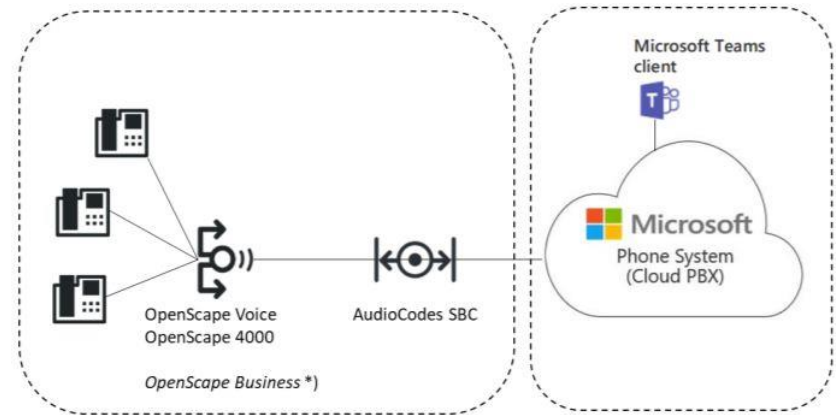 Microsoft Teams
client
T
Microsoft
Phone System
(Cloud PBX)
OpenScape Voice
OpenScape 4000
OpenScape Business *)
AudioCodes SBC